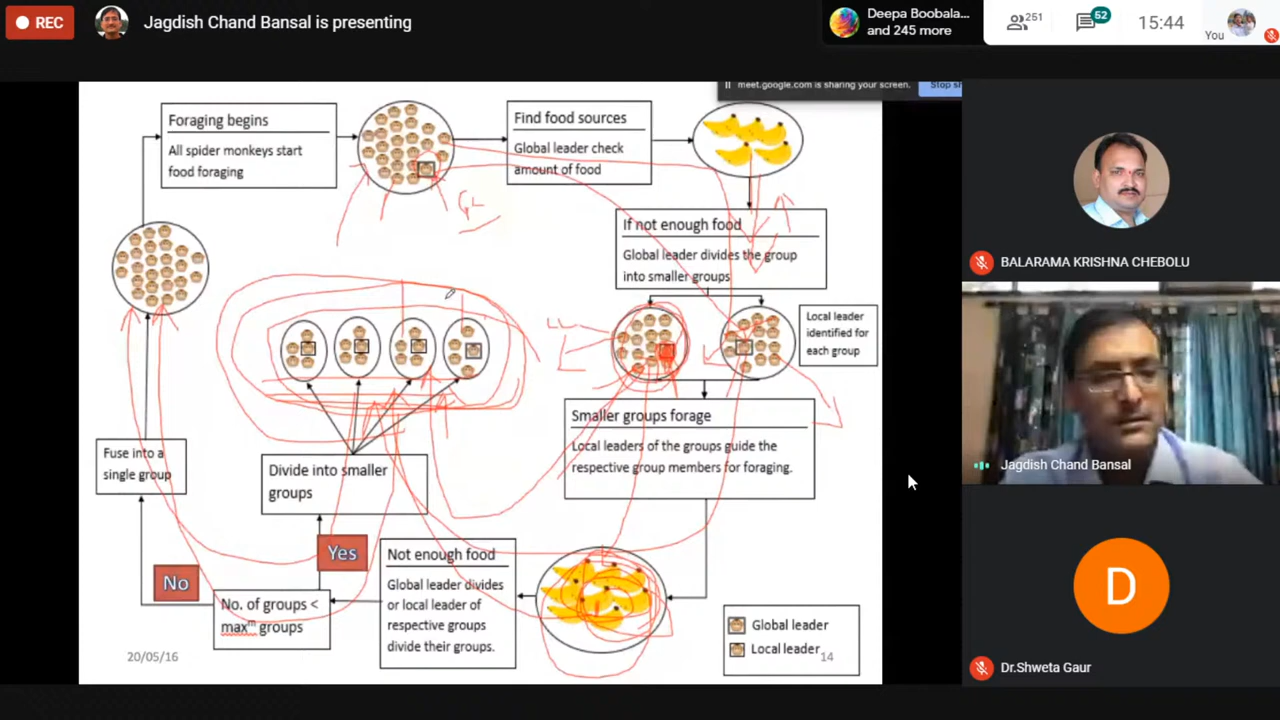 REC
Jagdish Chand Bansal is presenting
Deepa Boobala...
and 245 more
251
52
15:44
You
meet.google.com is sharing your screen.
Stop sh
Foraging begins
All spider monkeys start
food foraging
Find food sources
Global leader check
amount of food
GL
If not enough food
Global leader divides the group
into smaller groups
Local leader
identified for
each group
LL
Smaller groups forage
Local leaders of the groups guide the
respective group members for foraging.
Fuse into a
single group
Divide into smaller
groups
Yes
No
Not enough food
Global leader divides
or local leader of
respective groups
divide their groups.
No. of groups <
maxᵐ groups
Global leader
Local leader
20/05/16
14
BALARAMA KRISHNA CHEBOLU
Jagdish Chand Bansal
D
Dr.Shweta Gaur